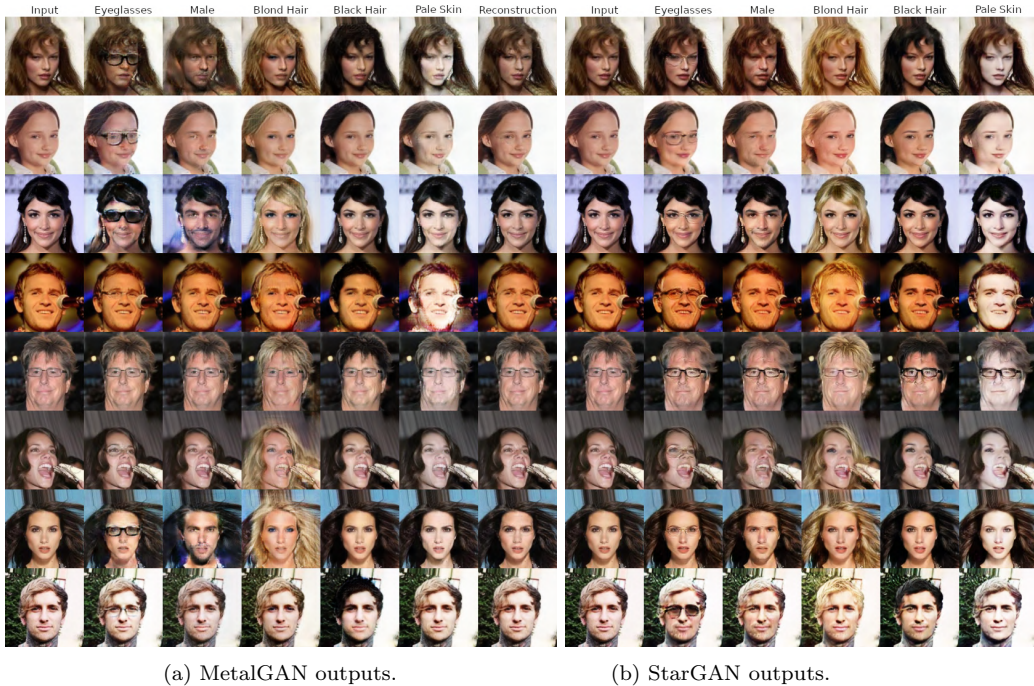 Input Eyeglasses Male Blond Hair Black Hair Pale Skin Reconstruction Input Eyeglasses Male Blond Hair Black Hair Pale Skin
(a) MetalGAN outputs. (b) StarGAN outputs.